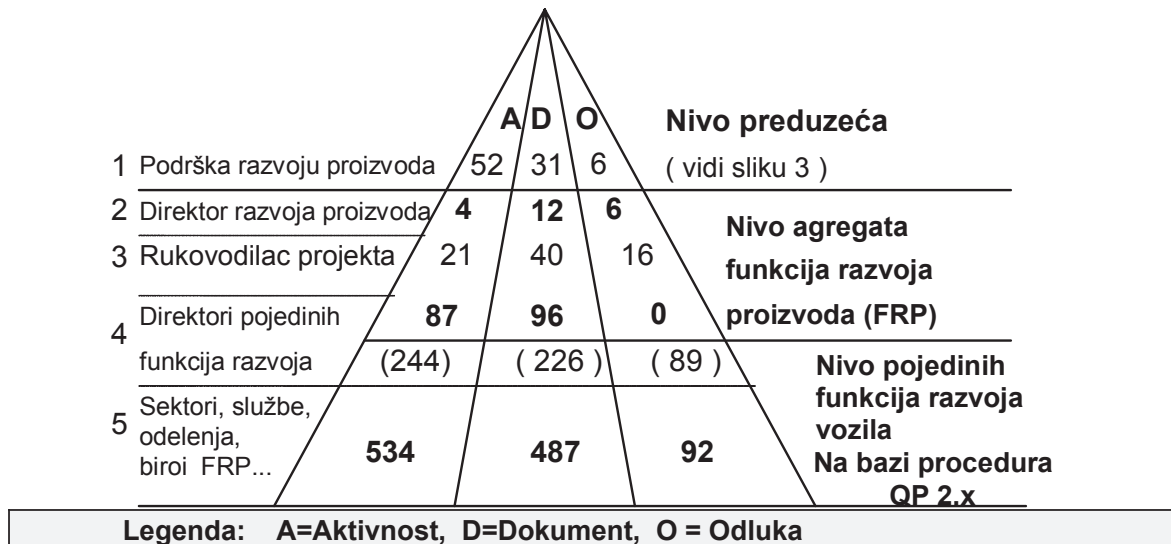 A D O Nivo preduzeća
1 Podrška razvoju proizvoda 52 31 6 ( vidi sliku 3 )
2 Direktor razvoja proizvoda 4 12 6
Nivo agregata
3 Rukovodilac projekta 21 40 16
funkcija razvoja
4 Direktori pojedinih 87 96 0 proizvoda (FRP)
funkcija razvoja (244) ( 226 ) ( 89 )
Nivo pojedinih
funkcija razvoja
vozila
5 Sektori, službe,
odelenja,
biroi FRP... 534 487 92
Na bazi procedura
QP 2.x
Legenda: A=Aktivnost, D=Dokument, O = Odluka